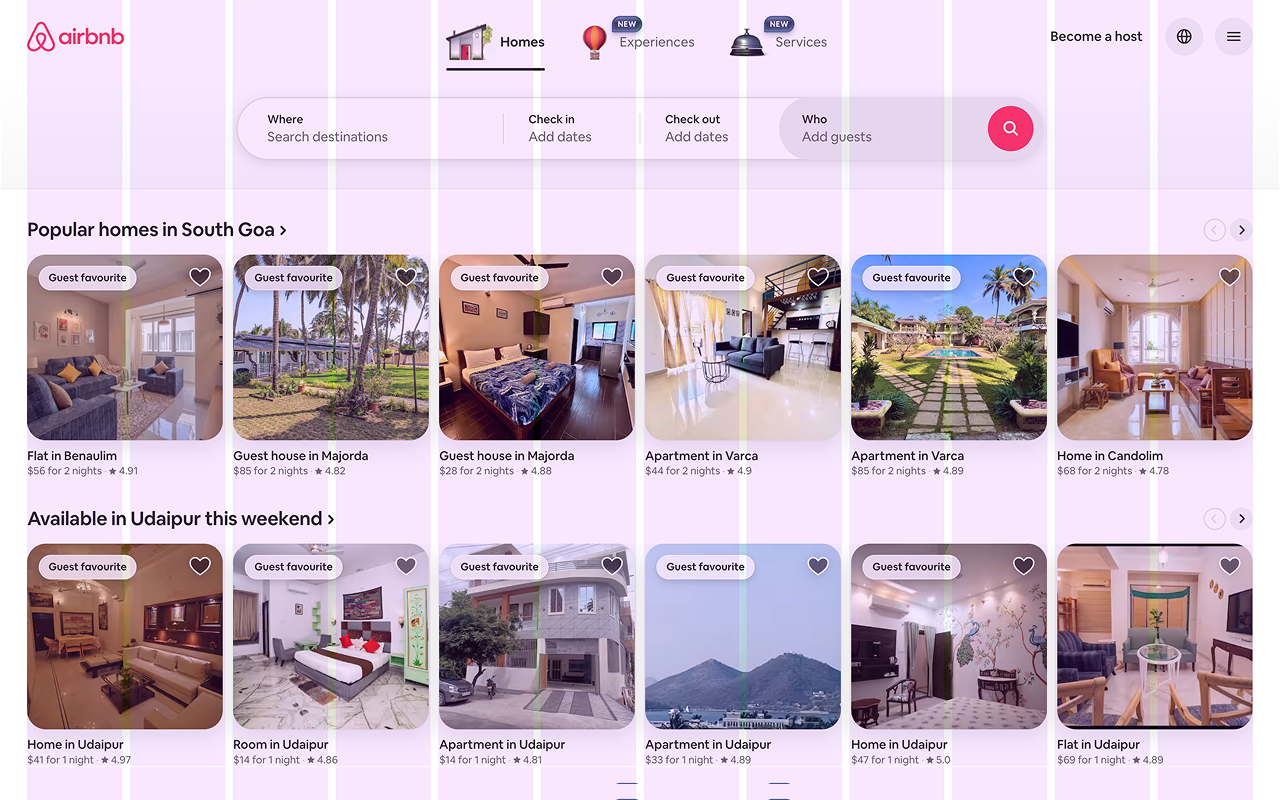 airbnb
Homes
NEW
Experiences
NEW
Services
Become a host
Where
Search destinations
Check in
Add dates
Check out
Add dates
Who
Add guests
Popular homes in South Goa ›
Guest favourite
Guest favourite
Guest favourite
Guest favourite
Guest favourite
Flat in Benaulim
$56 for 2 nights · ★ 4.91
Guest house in Majorda
$85 for 2 nights · ★ 4.82
Guest house in Majorda
$28 for 2 nights · ★ 4.88
Apartment in Varca
$44 for 2 nights · ★ 4.9
Apartment in Varca
$85 for 2 nights · ★ 4.89
Home in Candolim
$68 for 2 nights · ★ 4.78
Available in Udaipur this weekend ›
Guest favourite
Guest favourite
Guest favourite
Guest favourite
Guest favourite
Home in Udaipur
$41 for 1 night · ★ 4.97
Room in Udaipur
$14 for 1 night · ★ 4.86
Apartment in Udaipur
$14 for 1 night · ★ 4.81
Apartment in Udaipur
$33 for 1 night · ★ 4.89
Home in Udaipur
$47 for 1 night · ★ 5.0
Flat in Udaipur
$69 for 1 night · ★ 4.89